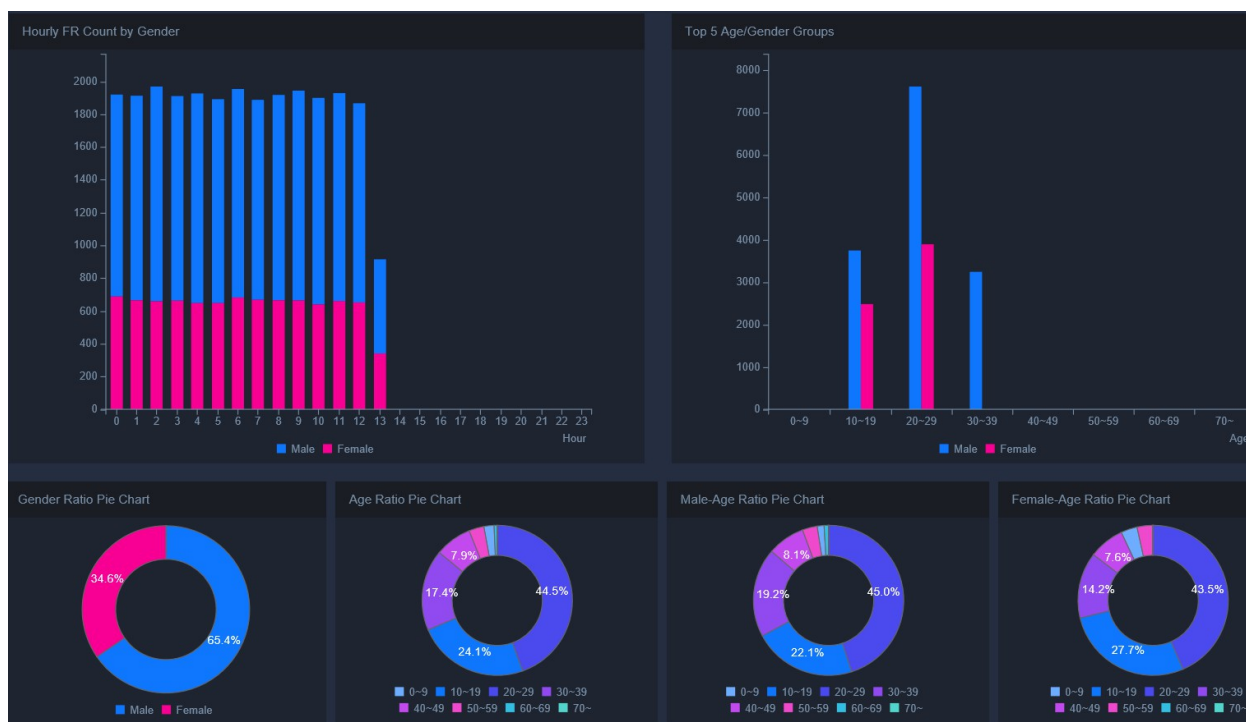 Hourly FR Count by Gender
2000
1800
1600
1400
1200
1000
800
600
400
200
0
0 1 2 3 4 5 6 7 8 9 10 11 12 13 14 15 16 17 18 19 20 21 22 23
Hour
Male Female
Top 5 Age/Gender Groups
8000
7000
6000
5000
4000
3000
2000
1000
0
0~9 10~19 20~29 30~39 40~49 50~59 60~69 70~
Age
Male Female
Gender Ratio Pie Chart
34.6%
65.4%
Male Female
Age Ratio Pie Chart
7.9%
17.4%
44.5%
24.1%
0~9 10~19 20~29 30~39
40~49 50~59 60~69 70~
Male-Age Ratio Pie Chart
8.1%
19.2%
45.0%
22.1%
0~9 10~19 20~29 30~39
40~49 50~59 60~69 70~
Female-Age Ratio Pie Chart
7.6%
14.2%
43.5%
27.7%
0~9 10~19 20~29 30~39
40~49 50~59 60~69 70~